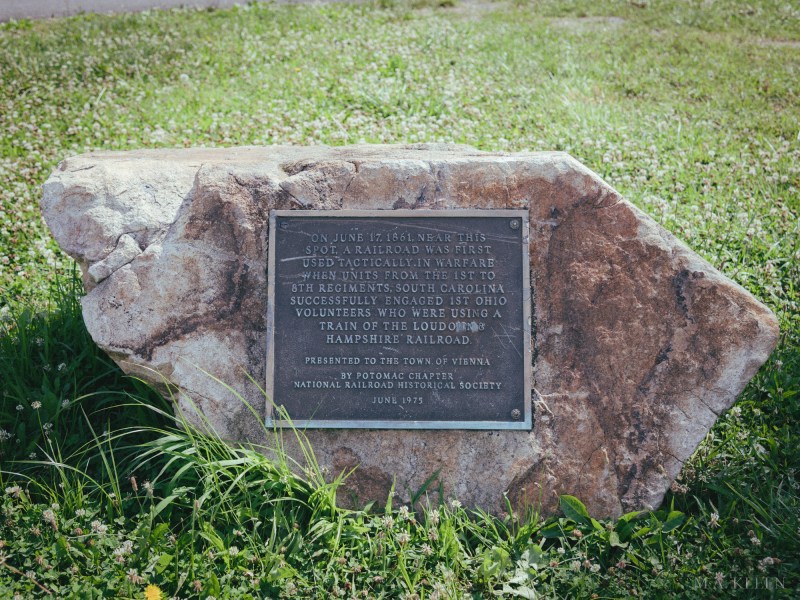 ON JUNE 17, 1861, NEAR THIS
SPOT, A RAILROAD WAS FIRST
USED TACTICALLY IN WARFARE
WHEN UNITS FROM THE 1ST TO
8TH REGIMENTS, SOUTH CAROLINA
SUCCESSFULLY ENGAGED 1ST OHIO
VOLUNTEERS WHO WERE USING A
TRAIN OF THE LOUDOUN &
HAMPSHIRE RAILROAD.
PRESENTED TO THE TOWN OF VIENNA
BY POTOMAC CHAPTER
NATIONAL RAILROAD HISTORICAL SOCIETY
JUNE 1975
M.A. KLEEN